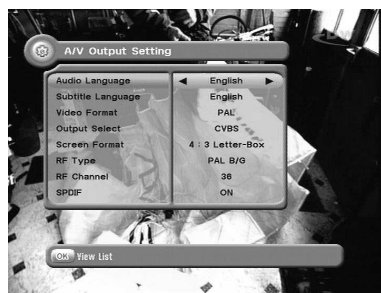 A/V Output Setting
Audio Language ◀ English ▶
Subtitle Language English
Video Format PAL
Output Select CVBS
Screen Format 4 : 3 Letter-Box
RF Type PAL B/G
RF Channel 36
SPDIF ON
OK View List